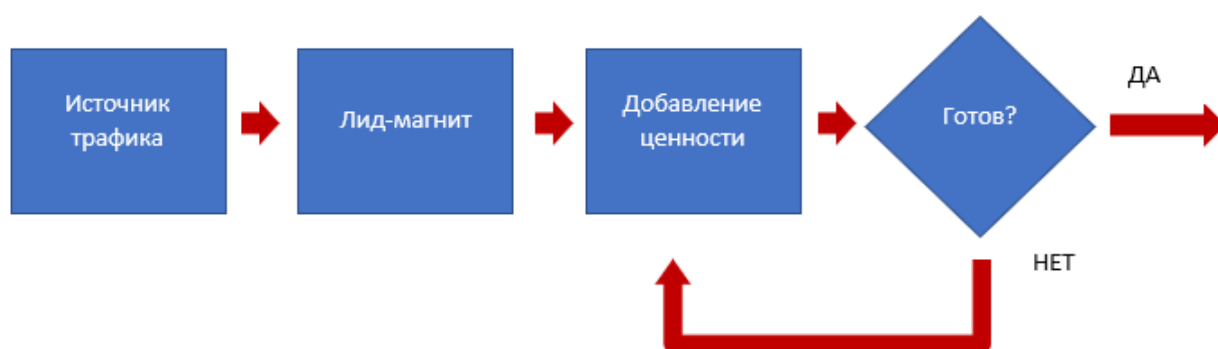 Источник
трафика
Лид-магнит
Добавление
ценности
Готов?
ДА
НЕТ